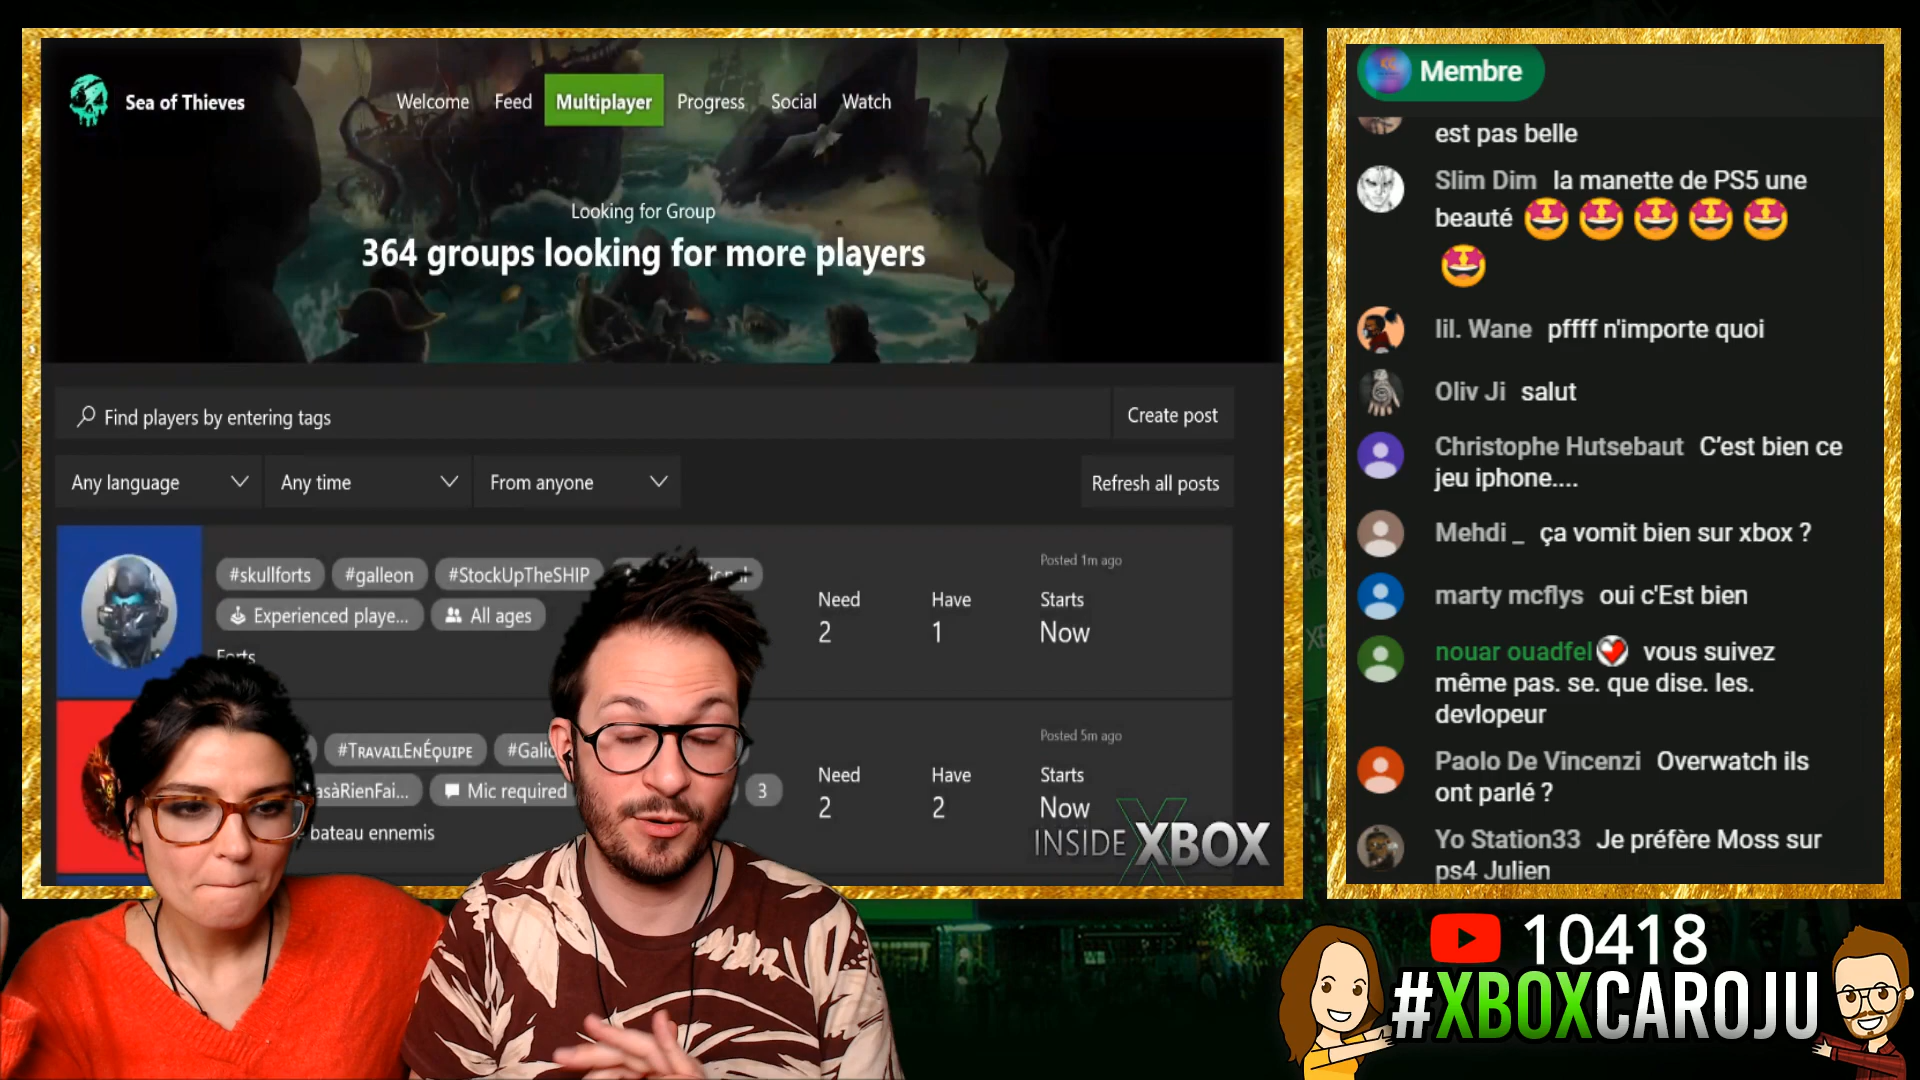 Sea of Thieves
Welcome Feed Multiplayer Progress Social Watch
Looking for Group
364 groups looking for more players
Find players by entering tags
Create post
Any language
Any time
From anyone
Refresh all posts
#skullforts #galleon #StockUpTheSHIP
Experienced playe... All ages
Posted 1m ago
Need Have Starts
2 1 Now
#TravailEnÉquipe
Mic required 3
bateau ennemis
Posted 5m ago
Need Have Starts
2 2 Now
INSIDE XBOX
Membre
est pas belle
Slim Dim la manette de PS5 une
beauté
lil. Wane pffff n'importe quoi
Oliv Ji salut
Christophe Hutsebaut C'est bien ce
jeu iphone....
Mehdi _ ça vomit bien sur xbox ?
marty mcflys oui c'Est bien
nouar ouadfel vous suivez
même pas. se. que dise. les.
devlopeur
Paolo De Vincenzi Overwatch ils
ont parlé ?
Yo Station33 Je préfère Moss sur
ps4 Julien
10418
#XBOXCAROJU